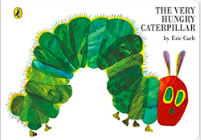 THE VERY
HUNGRY
CATERPILLAR
by Eric Carle